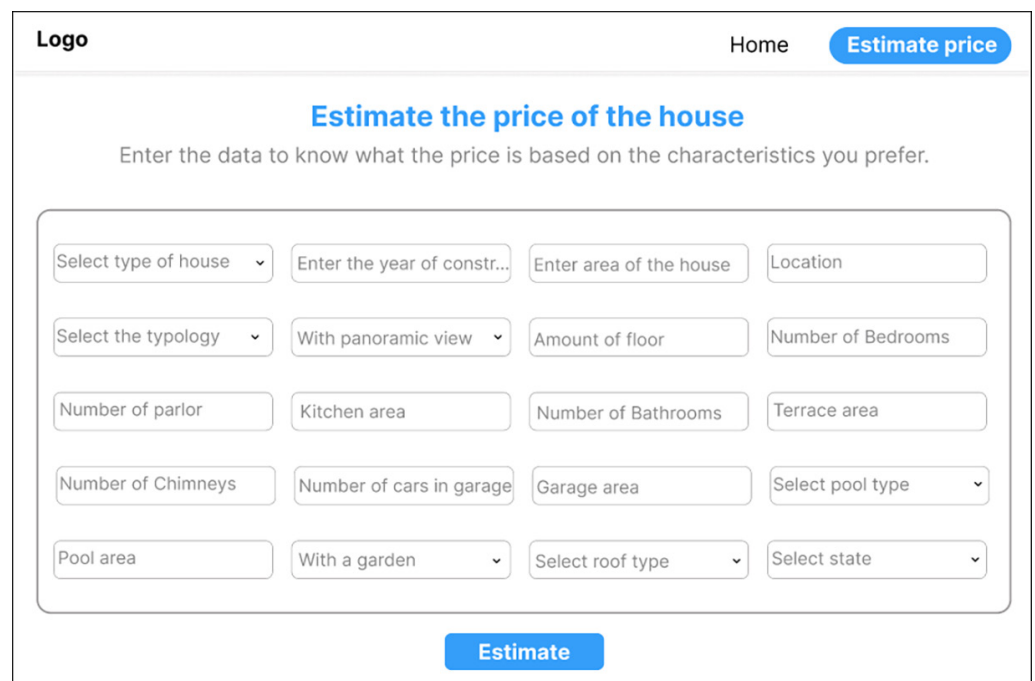 Logo
Home
Estimate price
Estimate the price of the house
Enter the data to know what the price is based on the characteristics you prefer.
Select type of house
Enter the year of constr...
Enter area of the house
Location
Select the typology
With panoramic view
Amount of floor
Number of Bedrooms
Number of parlor
Kitchen area
Number of Bathrooms
Terrace area
Number of Chimneys
Number of cars in garage
Garage area
Select pool type
Pool area
With a garden
Select roof type
Select state
Estimate